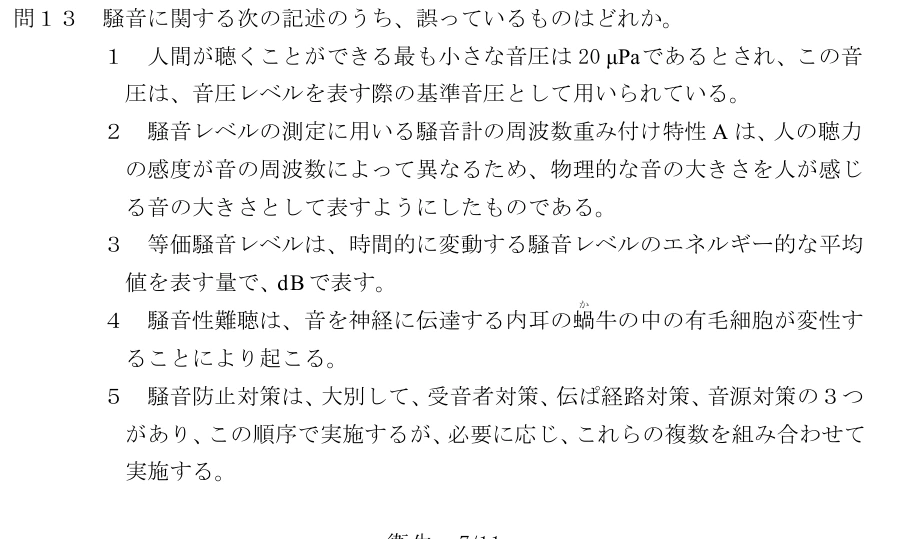 問１３　騒音に関する次の記述のうち、誤っているものはどれか。
１　人間が聴くことができる最も小さな音圧は 20 μPaであるとされ、この音
圧は、音圧レベルを表す際の基準音圧として用いられている。
２　騒音レベルの測定に用いる騒音計の周波数重み付け特性 A は、人の聴力
の感度が音の周波数によって異なるため、物理的な音の大きさを人が感じ
る音の大きさとして表すようにしたものである。
３　等価騒音レベルは、時間的に変動する騒音レベルのエネルギー的な平均
値を表す量で、dB で表す。
４　騒音性難聴は、音を神経に伝達する内耳の蝸牛の中の有毛細胞が変性す
ることにより起こる。
５　騒音防止対策は、大別して、受音者対策、伝ぱ経路対策、音源対策の３つ
があり、この順序で実施するが、必要に応じ、これらの複数を組み合わせて
実施する。